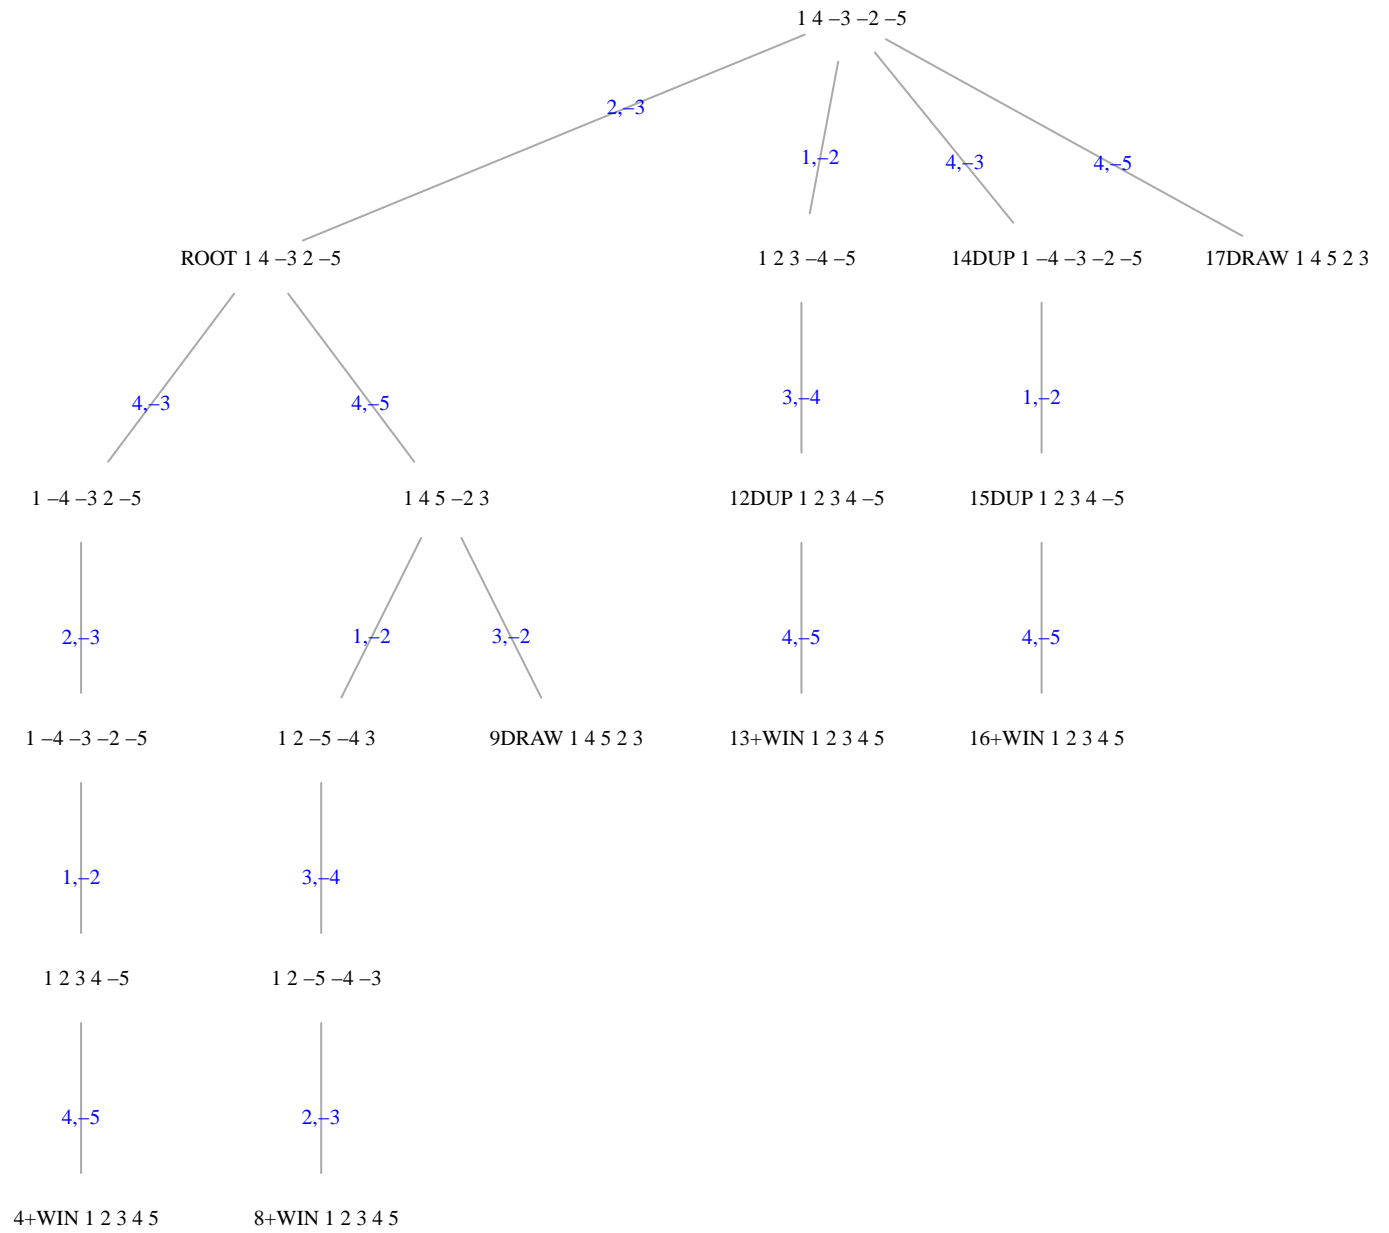 1 4 –3 –2 –5
2,–3
1,–2
4,–3
4,–5
ROOT 1 4 –3 2 –5
1 2 3 –4 –5
14DUP 1 –4 –3 –2 –5
17DRAW 1 4 5 2 3
4,–3
4,–5
3,–4
1,–2
1 –4 –3 2 –5
1 4 5 –2 3
12DUP 1 2 3 4 –5
15DUP 1 2 3 4 –5
2,–3
1,–2
3,–2
4,–5
4,–5
1 –4 –3 –2 –5
1 2 –5 –4 3
9DRAW 1 4 5 2 3
13+WIN 1 2 3 4 5
16+WIN 1 2 3 4 5
1,–2
3,–4
1 2 3 4 –5
1 2 –5 –4 –3
4,–5
2,–3
4+WIN 1 2 3 4 5
8+WIN 1 2 3 4 5